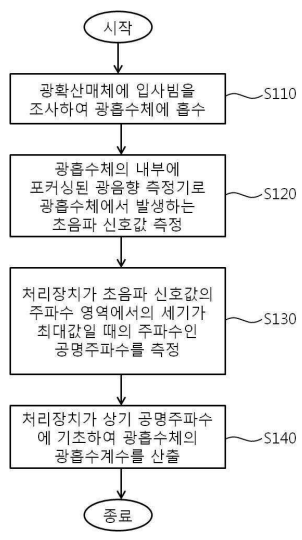 시작
광확산매체에 입사빔을
조사하여 광흡수체에 흡수
S110
광흡수체의 내부에
포커싱된 광음향 측정기로
광흡수체에서 발생하는
초음파 신호값 측정
S120
처리장치가 초음파 신호값의
주파수 영역에서의 세기가
최대값일 때의 주파수인
공명주파수를 측정
S130
처리장치가 상기 공명주파수
에 기초하여 광흡수체의
광흡수계수를 산출
S140
종료